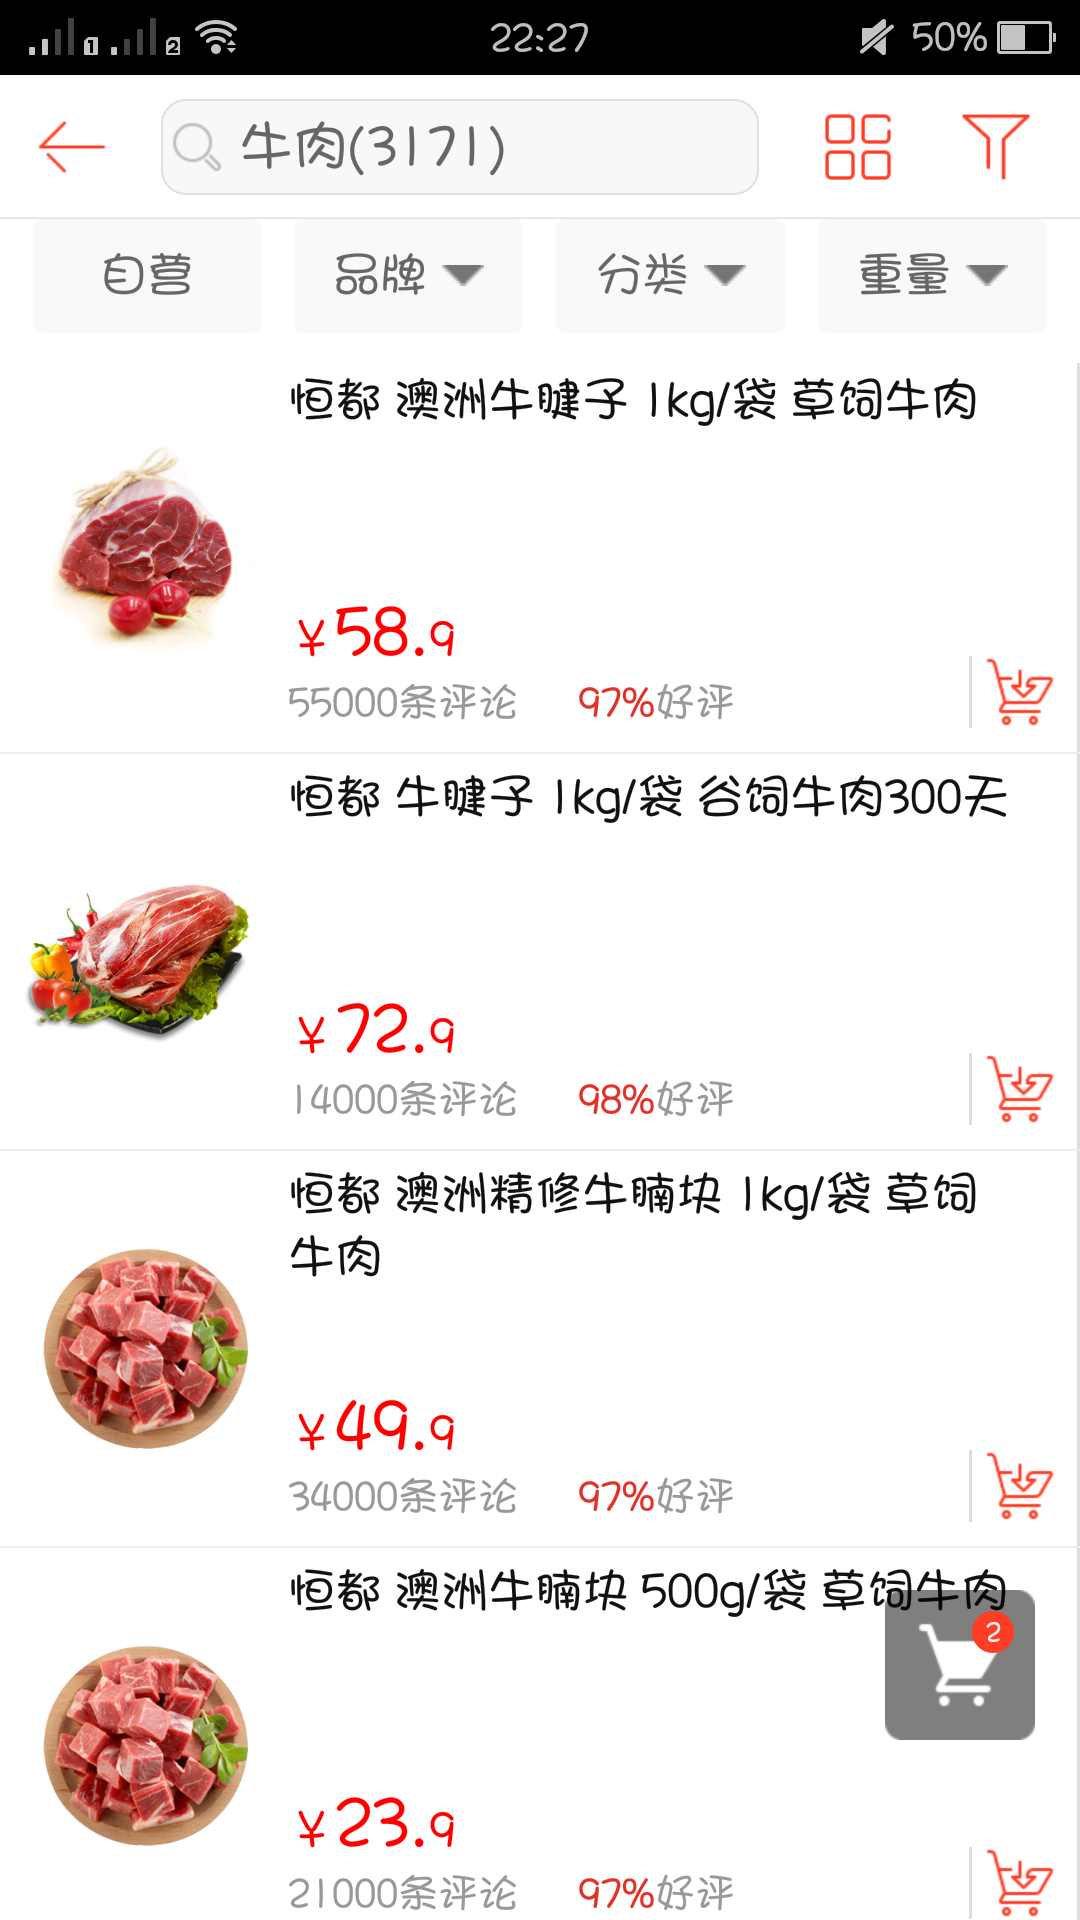 1 2 22:27 50%
牛肉(3171)
自营 品牌 分类 重量
恒都 澳洲牛腱子 1kg/袋 草饲牛肉
¥58.9
55000条评论 97%好评
恒都 牛腱子 1kg/袋 谷饲牛肉300天
¥72.9
14000条评论 98%好评
恒都 澳洲精修牛腩块 1kg/袋 草饲
牛肉
¥49.9
34000条评论 97%好评
恒都 澳洲牛腩块 500g/袋 草饲牛肉
2
¥23.9
21000条评论 97%好评